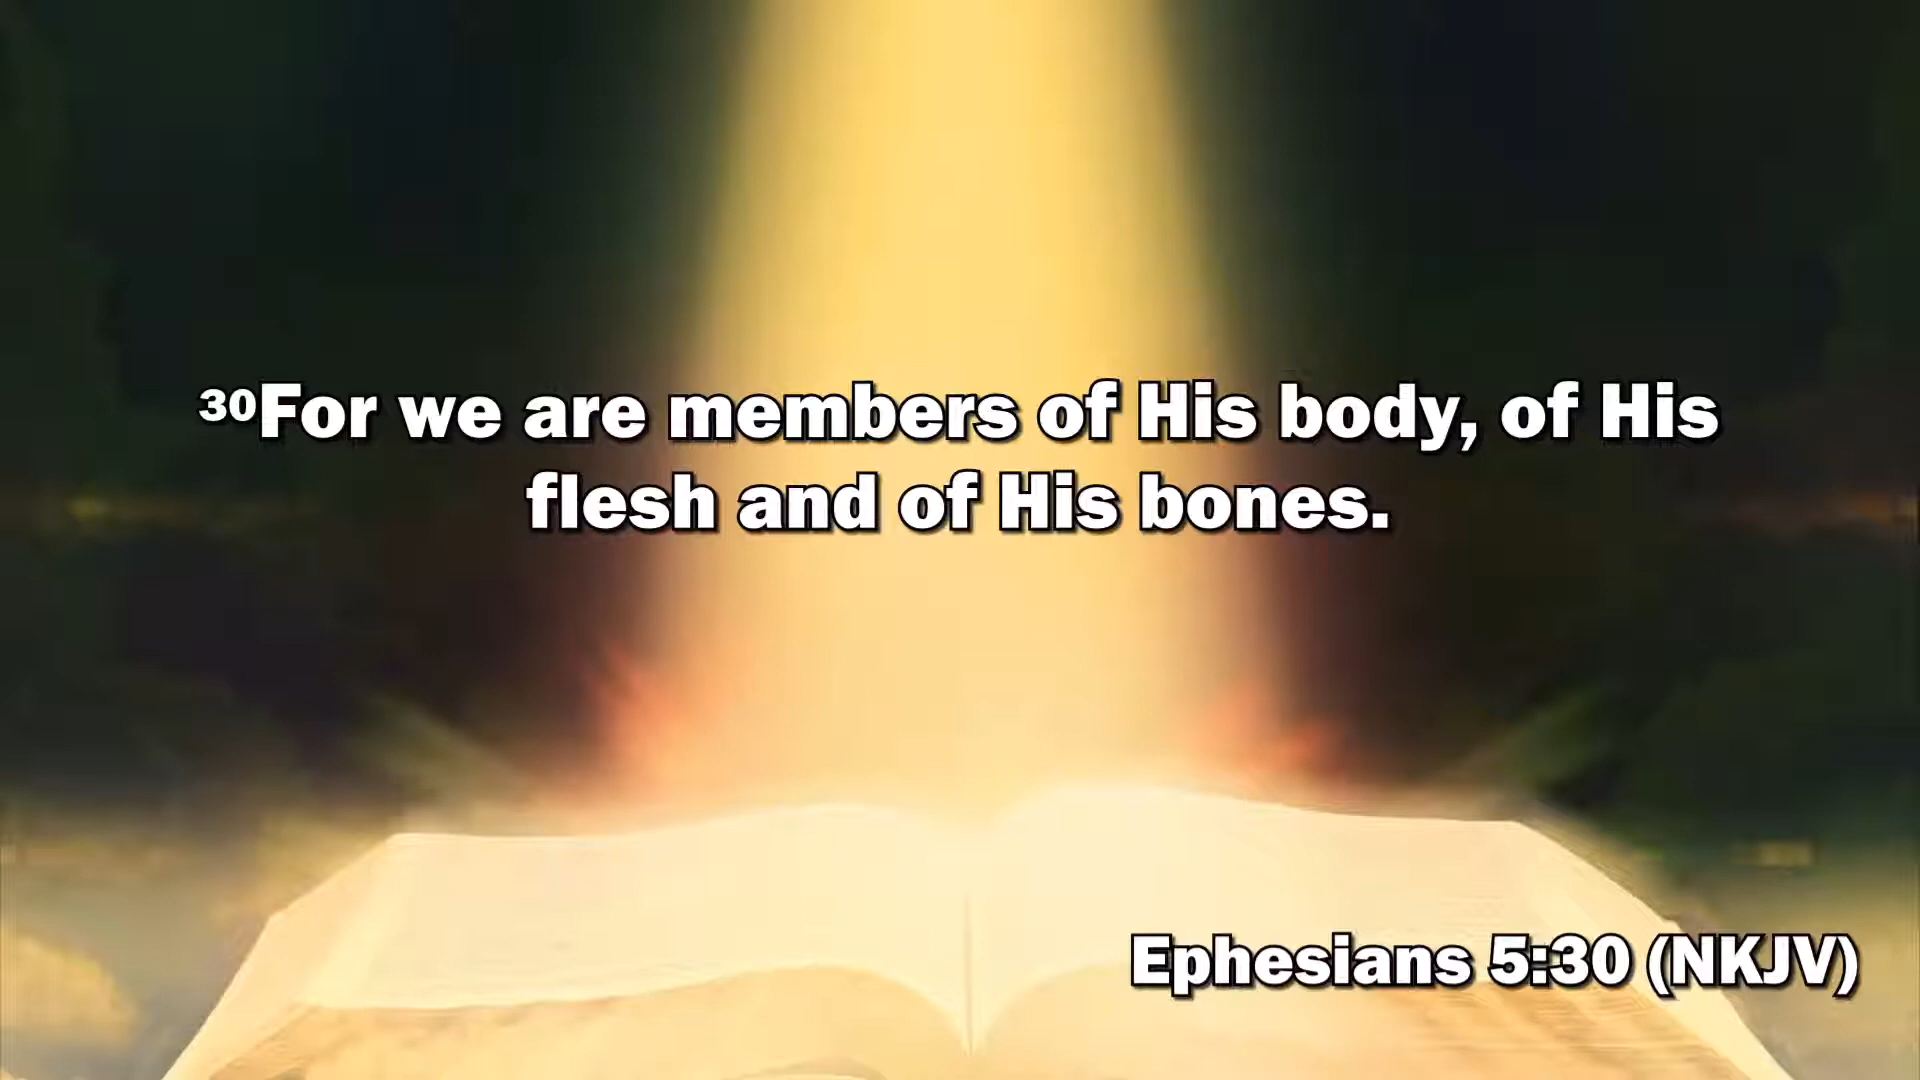 ³⁰For we are members of His body, of His
flesh and of His bones.
Ephesians 5:30 (NKJV)